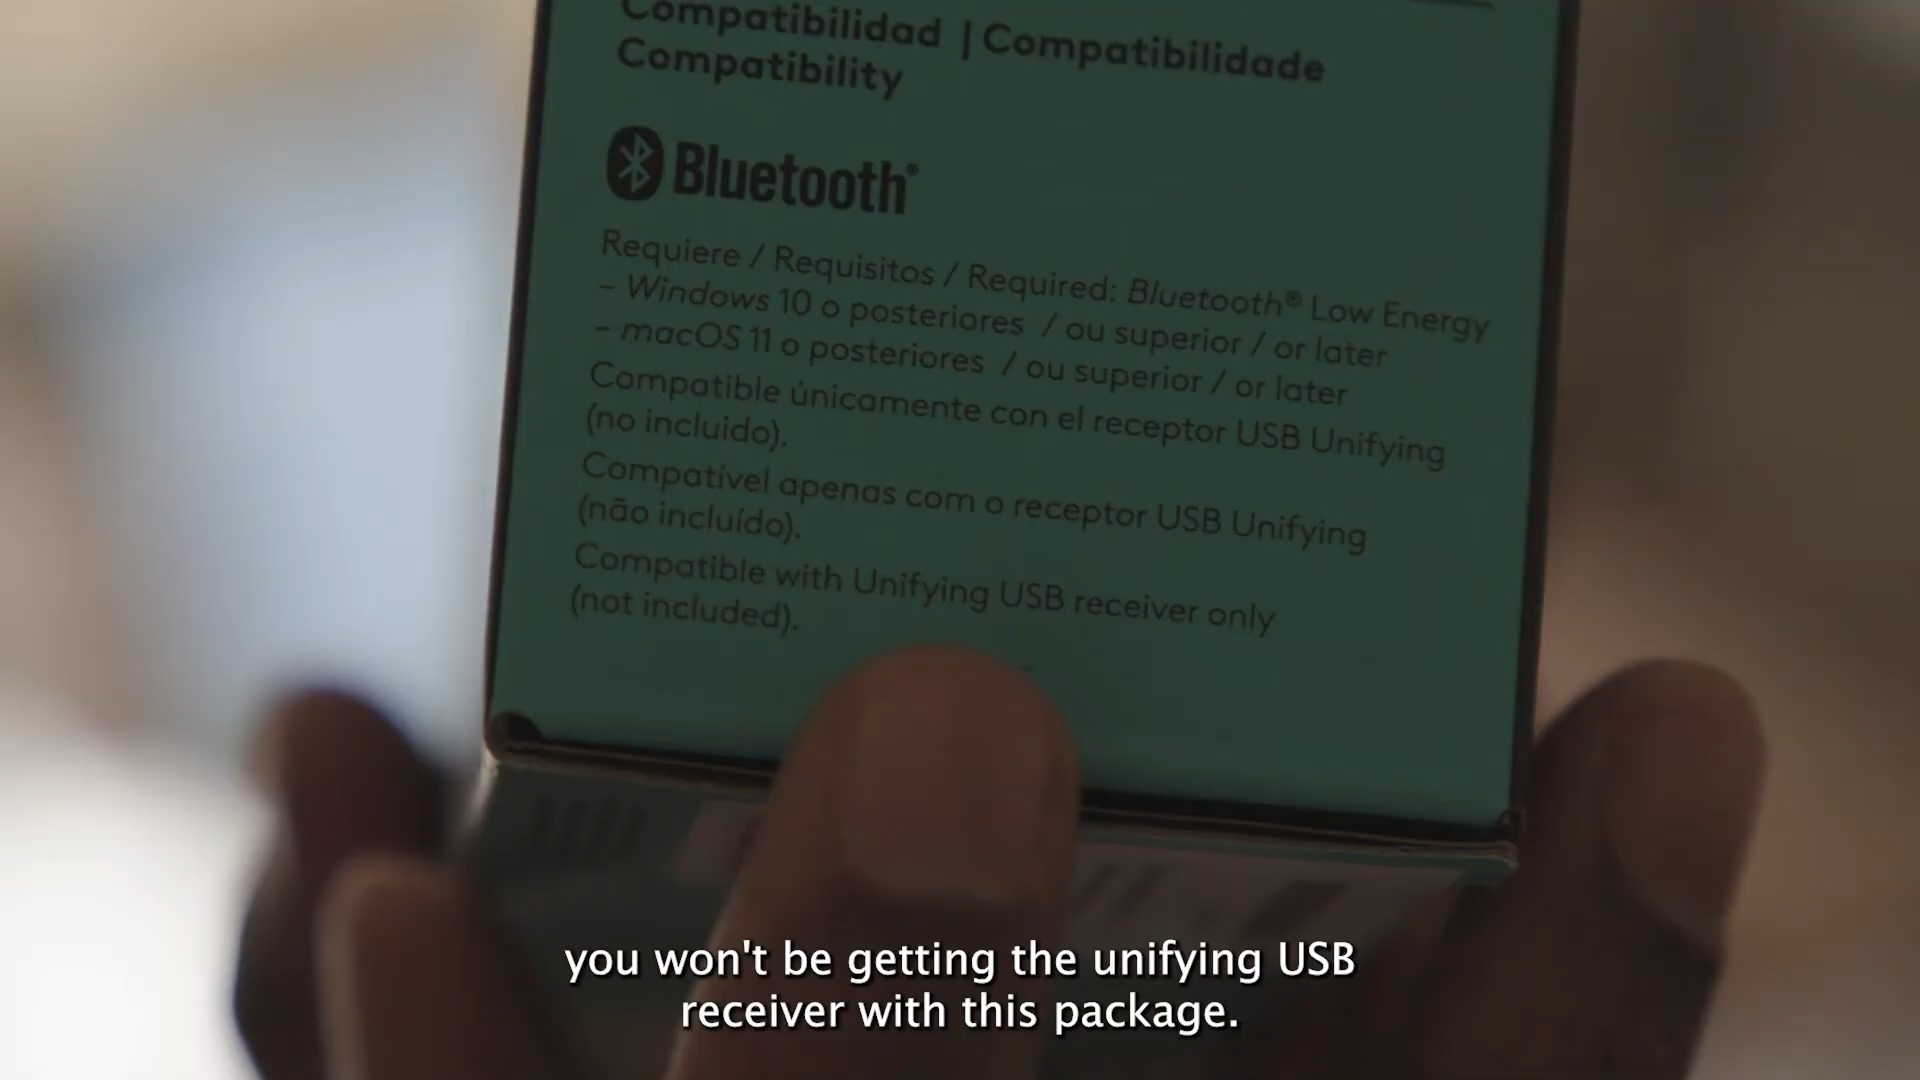 Compatibilidad | Compatibilidade
Compatibility
Bluetooth®
Requiere / Requisitos / Required: Bluetooth® Low Energy
– Windows 10 o posteriores / ou superior / or later
– macOS 11 o posteriores / ou superior / or later
Compatible únicamente con el receptor USB Unifying
(no incluido).
Compatível apenas com o receptor USB Unifying
(não incluído).
Compatible with Unifying USB receiver only
(not included).
you won't be getting the unifying USB
receiver with this package.